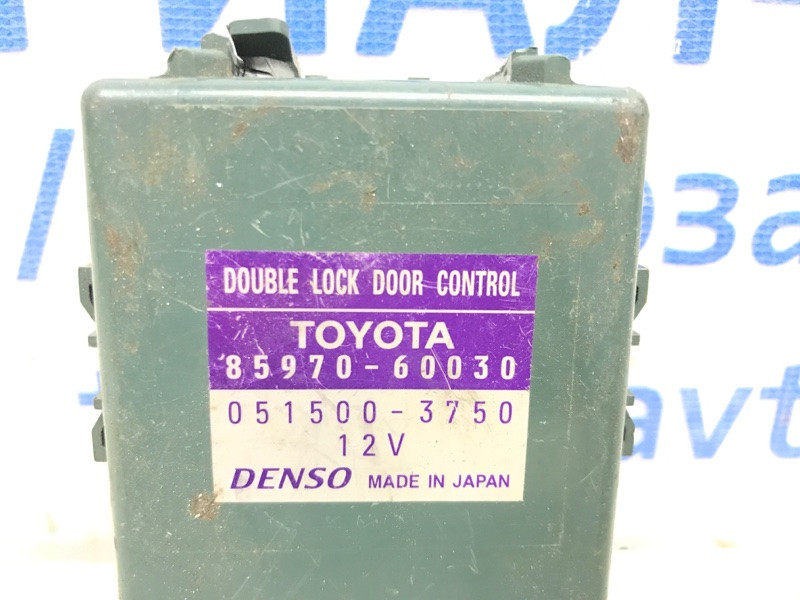 DOUBLE LOCK DOOR CONTROL
TOYOTA
85970-60030
051500-3750
12V
DENSO MADE IN JAPAN